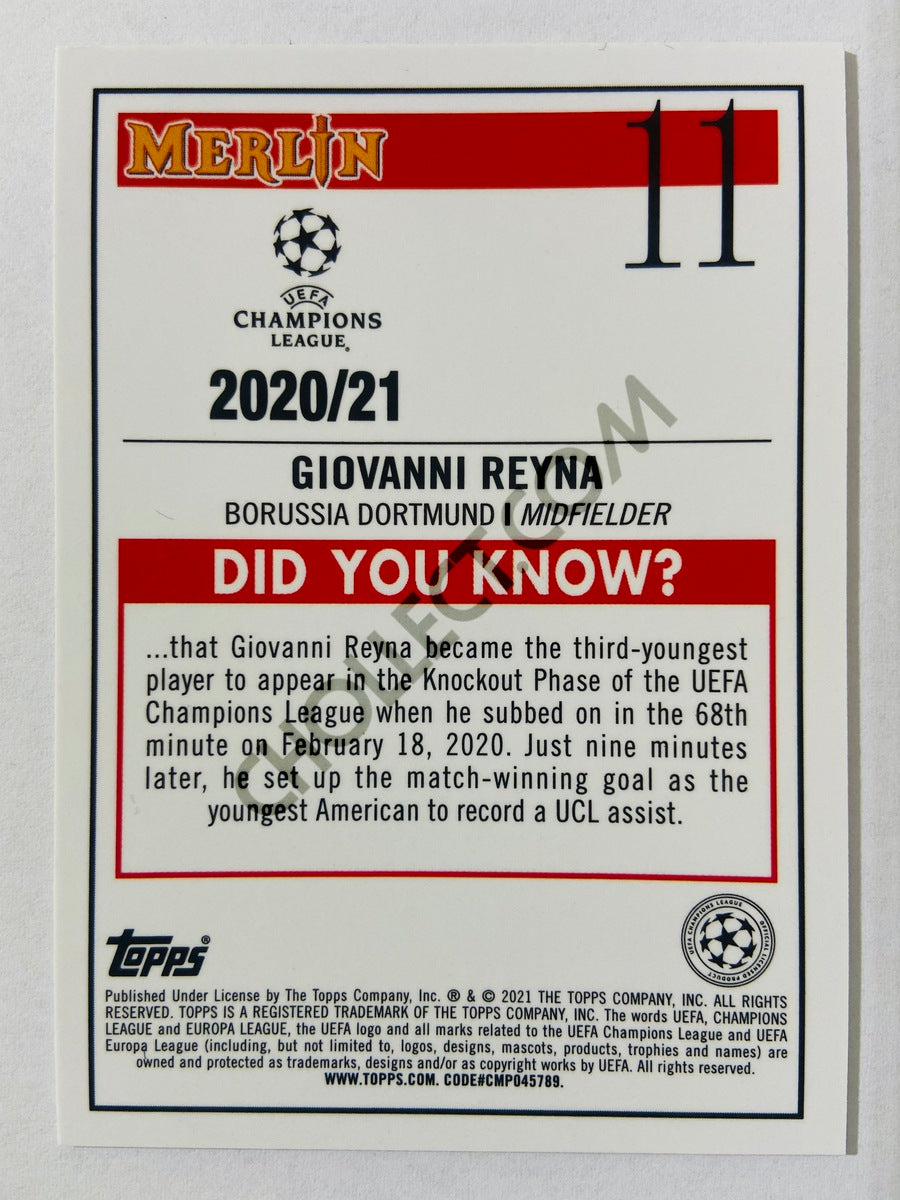 MERLIN
11
UEFA
CHAMPIONS
LEAGUE®
2020/21
GIOVANNI REYNA
BORUSSIA DORTMUND | MIDFIELDER
DID YOU KNOW?
...that Giovanni Reyna became the third-youngest
player to appear in the Knockout Phase of the UEFA
Champions League when he subbed on in the 68th
minute on February 18, 2020. Just nine minutes
later, he set up the match-winning goal as the
youngest American to record a UCL assist.
CHOLLECT.COM
TOPPS®
UEFA CHAMPIONS LEAGUE
OFFICIAL LICENSED PRODUCT
Published Under License by The Topps Company, Inc. ® & © 2021 THE TOPPS COMPANY, INC. ALL RIGHTS
RESERVED. TOPPS IS A REGISTERED TRADEMARK OF THE TOPPS COMPANY, INC. The words UEFA, CHAMPIONS
LEAGUE and EUROPA LEAGUE, the UEFA logo and all marks related to the UEFA Champions League and UEFA
Europa League (including, but not limited to, logos, designs, mascots, products, trophies and names) are
owned and protected as trademarks, designs and/or as copyright works by UEFA. All rights reserved.
WWW.TOPPS.COM. CODE#CMP045789.